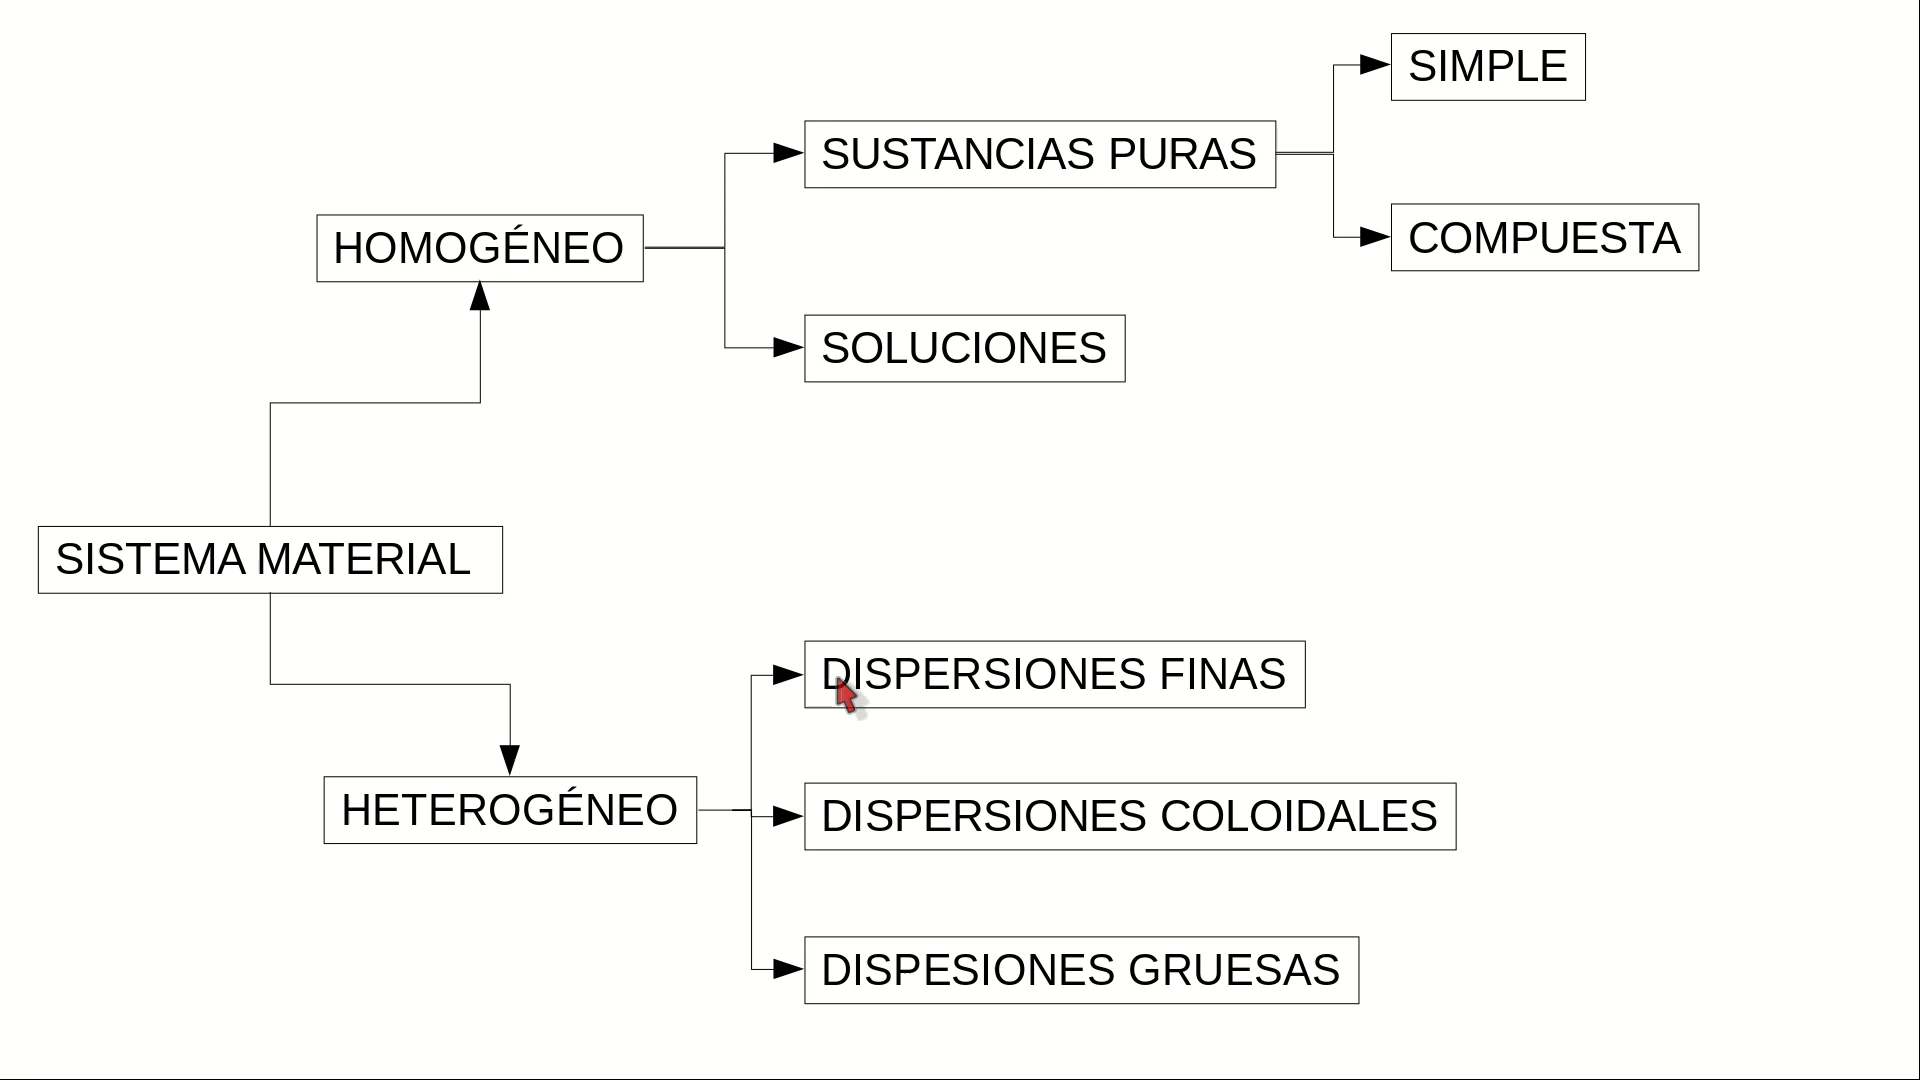 SIMPLE
SUSTANCIAS PURAS
COMPUESTA
HOMOGÉNEO
SOLUCIONES
SISTEMA MATERIAL
DISPERSIONES FINAS
HETEROGÉNEO
DISPERSIONES COLOIDALES
DISPESIONES GRUESAS